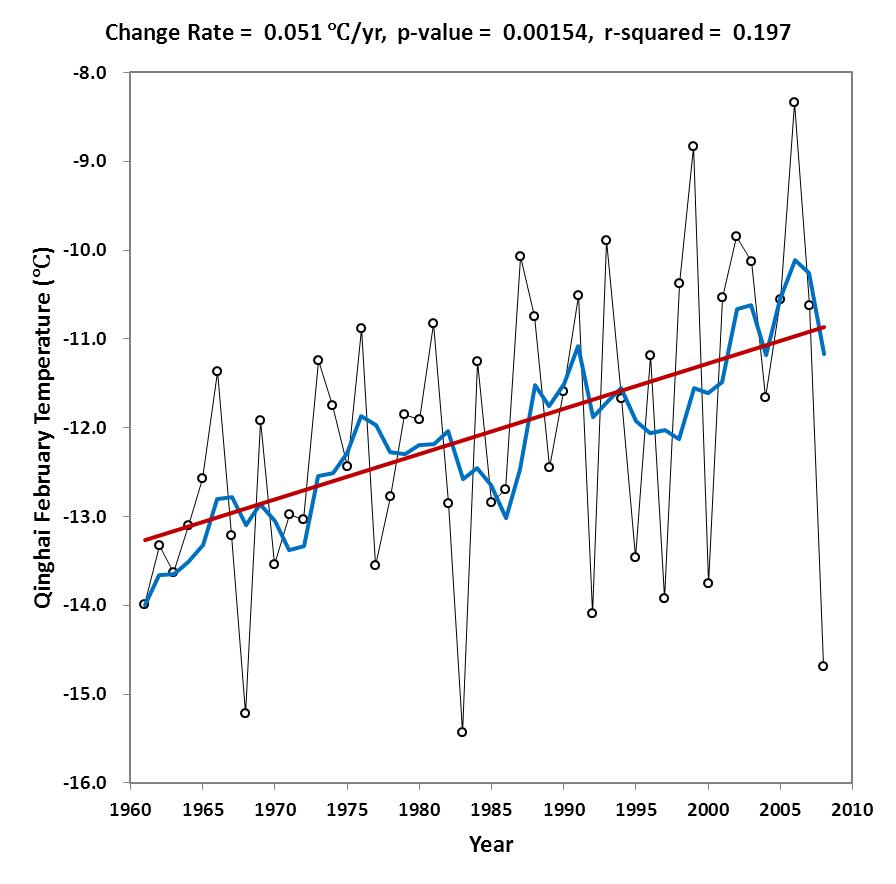 Change Rate = 0.051 °C/yr, p-value = 0.00154, r-squared = 0.197
Qinghai February Temperature (°C)
-8.0
-9.0
-10.0
-11.0
-12.0
-13.0
-14.0
-15.0
-16.0
1960 1965 1970 1975 1980 1985 1990 1995 2000 2005 2010
Year